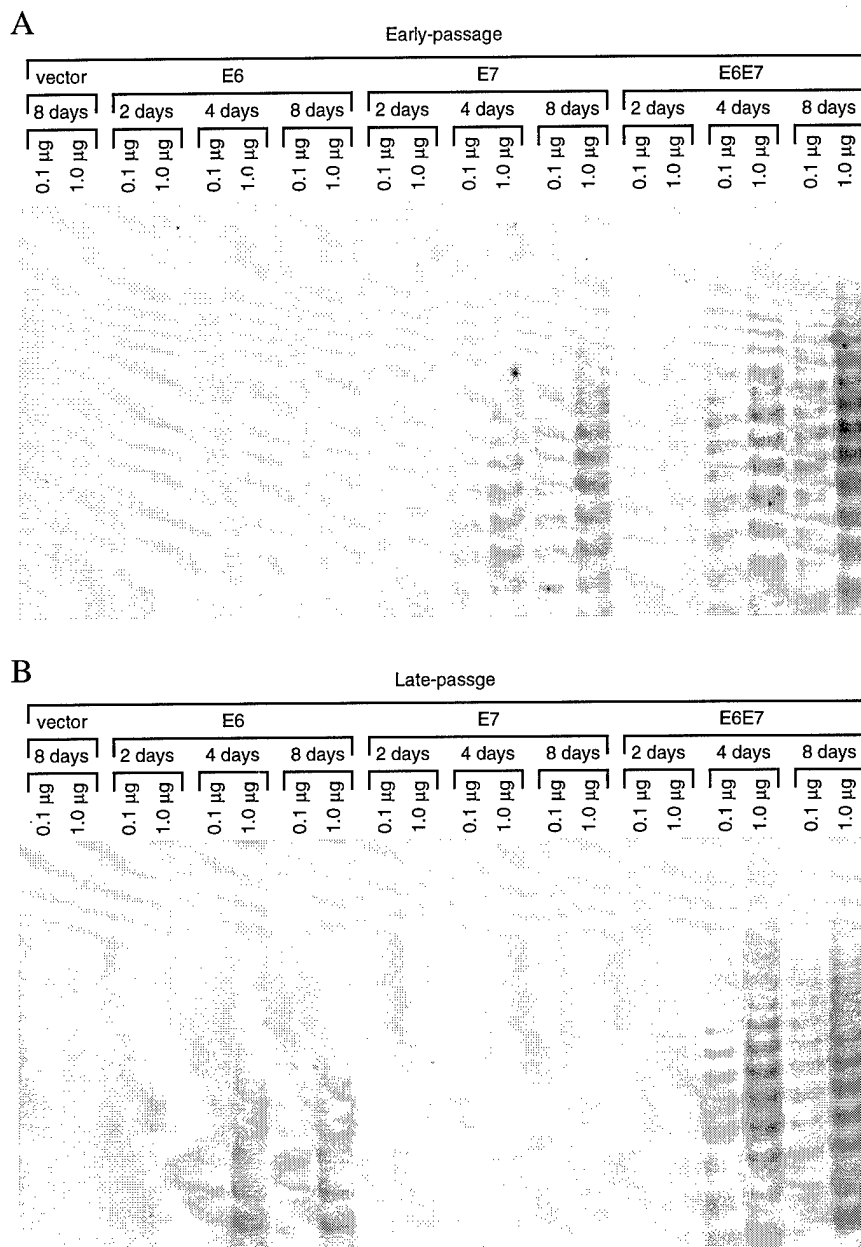 A
Early-passage
vector E6 E7 E6E7
8 days 2 days 4 days 8 days 2 days 4 days 8 days 2 days 4 days 8 days
0.1 µg 1.0 µg 0.1 µg 1.0 µg 0.1 µg 1.0 µg 0.1 µg 1.0 µg 0.1 µg 1.0 µg 0.1 µg 1.0 µg 0.1 µg 1.0 µg 0.1 µg 1.0 µg 0.1 µg 1.0 µg 0.1 µg 1.0 µg
B
Late-passge
vector E6 E7 E6E7
8 days 2 days 4 days 8 days 2 days 4 days 8 days 2 days 4 days 8 days
0.1 µg 1.0 µg 0.1 µg 1.0 µg 0.1 µg 1.0 µg 0.1 µg 1.0 µg 0.1 µg 1.0 µg 0.1 µg 1.0 µg 0.1 µg 1.0 µg 0.1 µg 1.0 µg 0.1 µg 1.0 µg 0.1 µg 1.0 µg